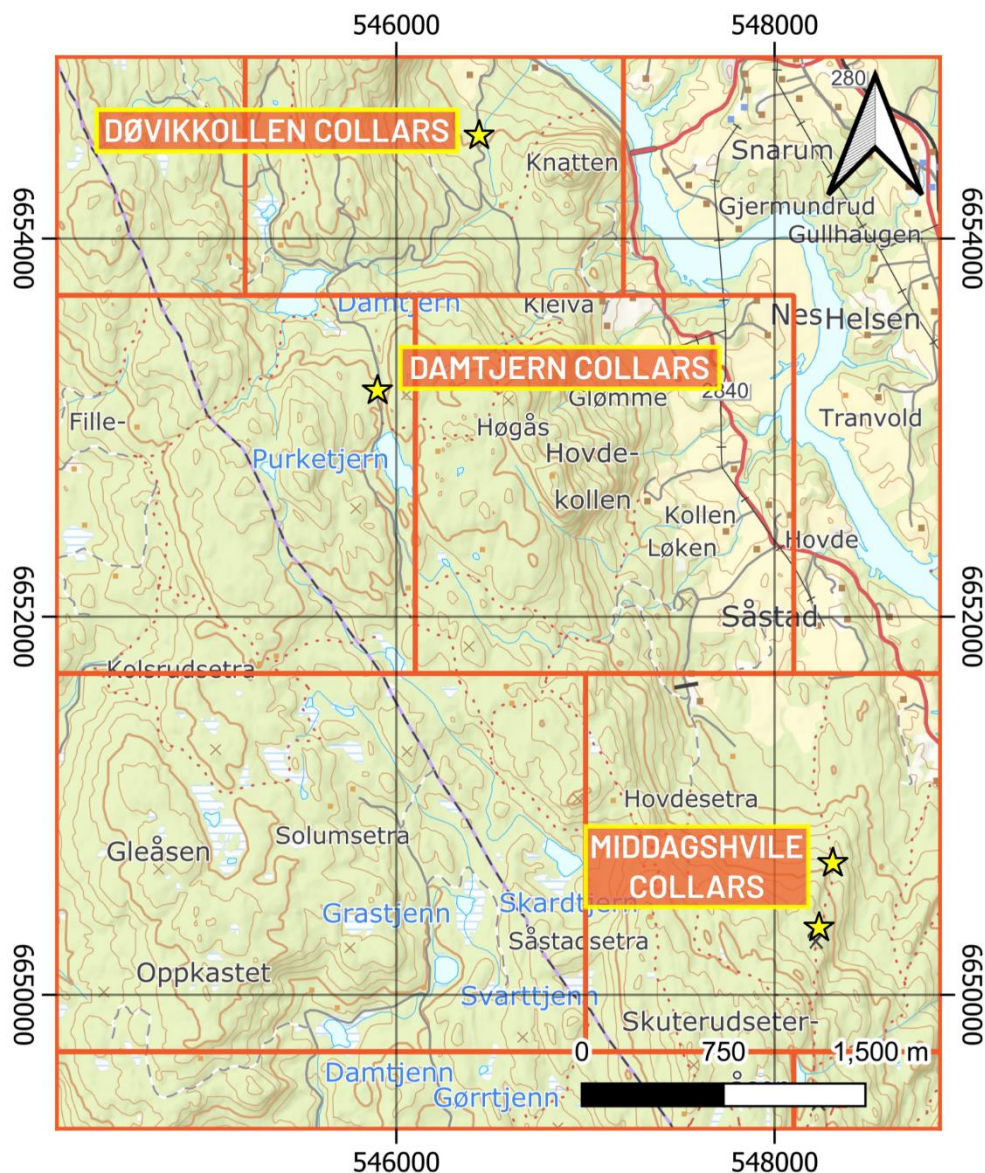 546000
548000
280
DØVIKKOLLEN COLLARS
Knatten
Snarum
Gjermundrud
Gullhaugen
6654000
6654000
Damtjern
Kleiva
Nes
Helsen
DAMTJERN COLLARS
2840
Glømme
Tranvold
Fille-
Høgås
Purketjern
Hovde-
kollen
Kollen
Løken
Hovde
6652000
6652000
Såstad
Kolsrudsetra
Hovdesetra
Solumsetra
Gleåsen
MIDDAGSHVILE
COLLARS
Grastjenn
Skardtjern
Såstadsetra
Oppkastet
Svarttjenn
6650000
6650000
Skuterudseter-
0 750 1,500 m
Damtjenn
Gørrtjenn
546000
548000